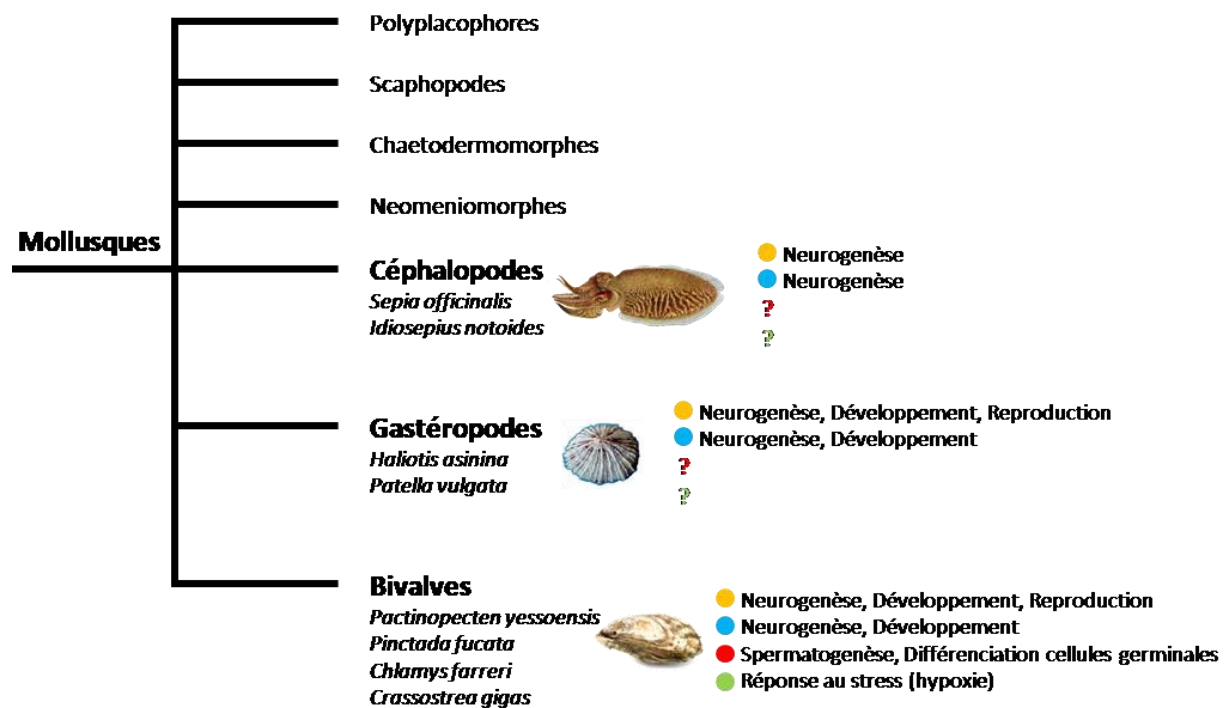 Polyplacophores
Scaphopodes
Chaetodermomorphes
Neomeniomorphes
Mollusques
Céphalopodes
Sepia officinalis
Idiosepius notoides
Neurogenèse
Neurogenèse
?
?
Gastéropodes
Haliotis asinina
Patella vulgata
Neurogenèse, Développement, Reproduction
Neurogenèse, Développement
?
?
Bivalves
Pactinopecten yessoensis
Pinctada fucata
Chlamys farreri
Crassostrea gigas
Neurogenèse, Développement, Reproduction
Neurogenèse, Développement
Spermatogenèse, Différenciation cellules germinales
Réponse au stress (hypoxie)